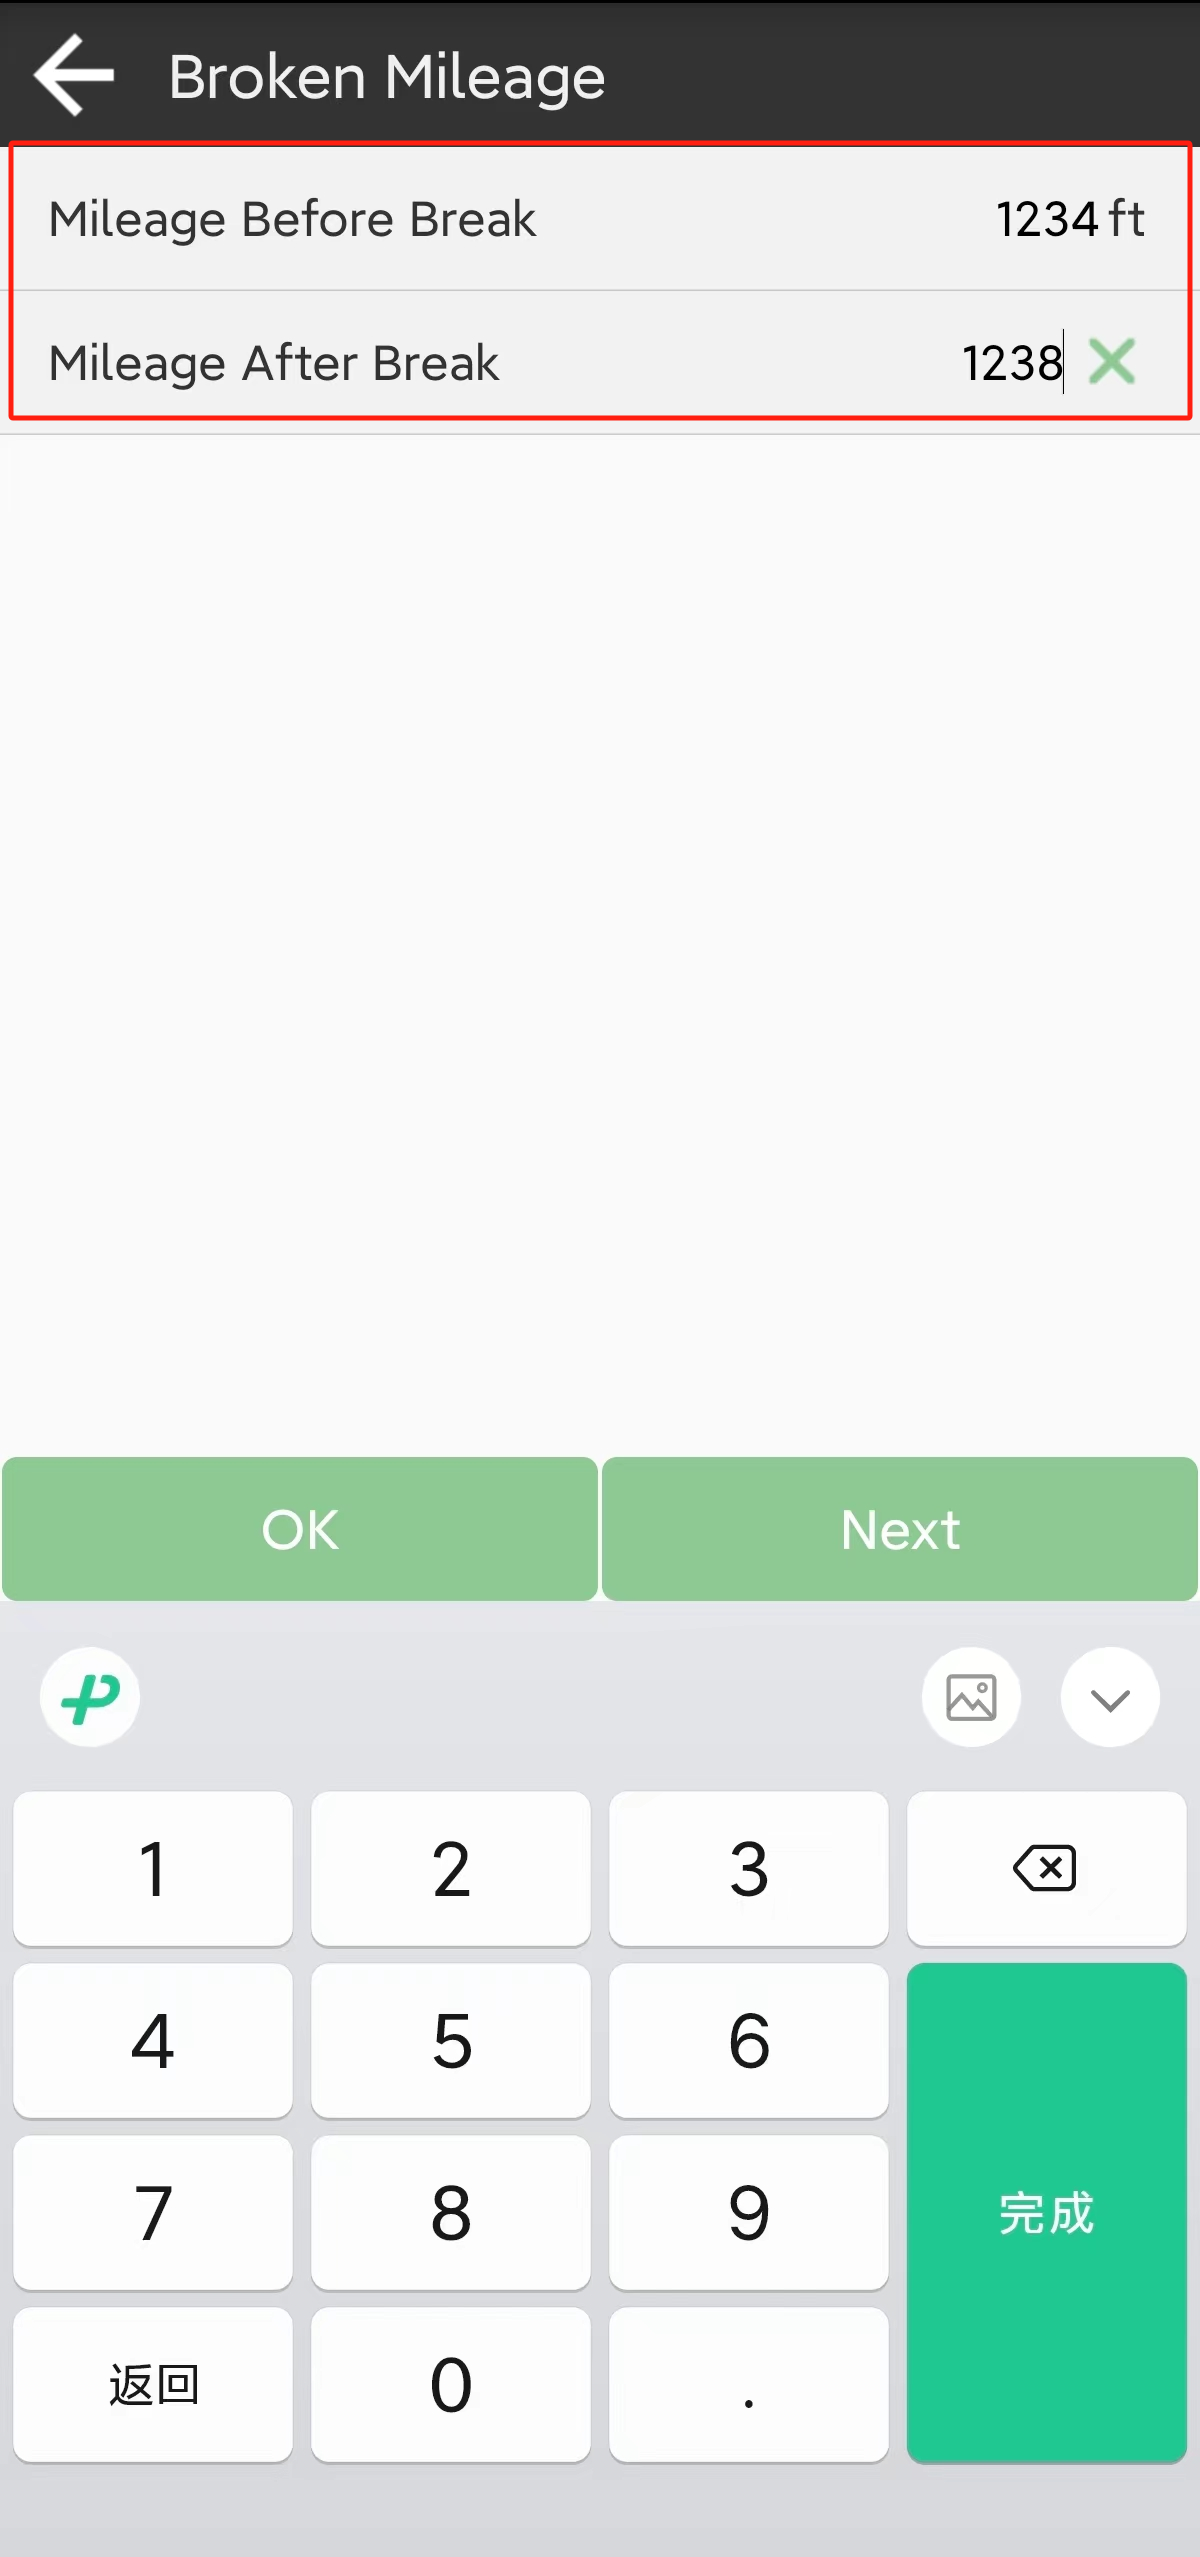 Broken Mileage
Mileage Before Break 1234 ft
Mileage After Break 1238
OK Next
1 2 3
4 5 6
7 8 9 完成
返回 0 .